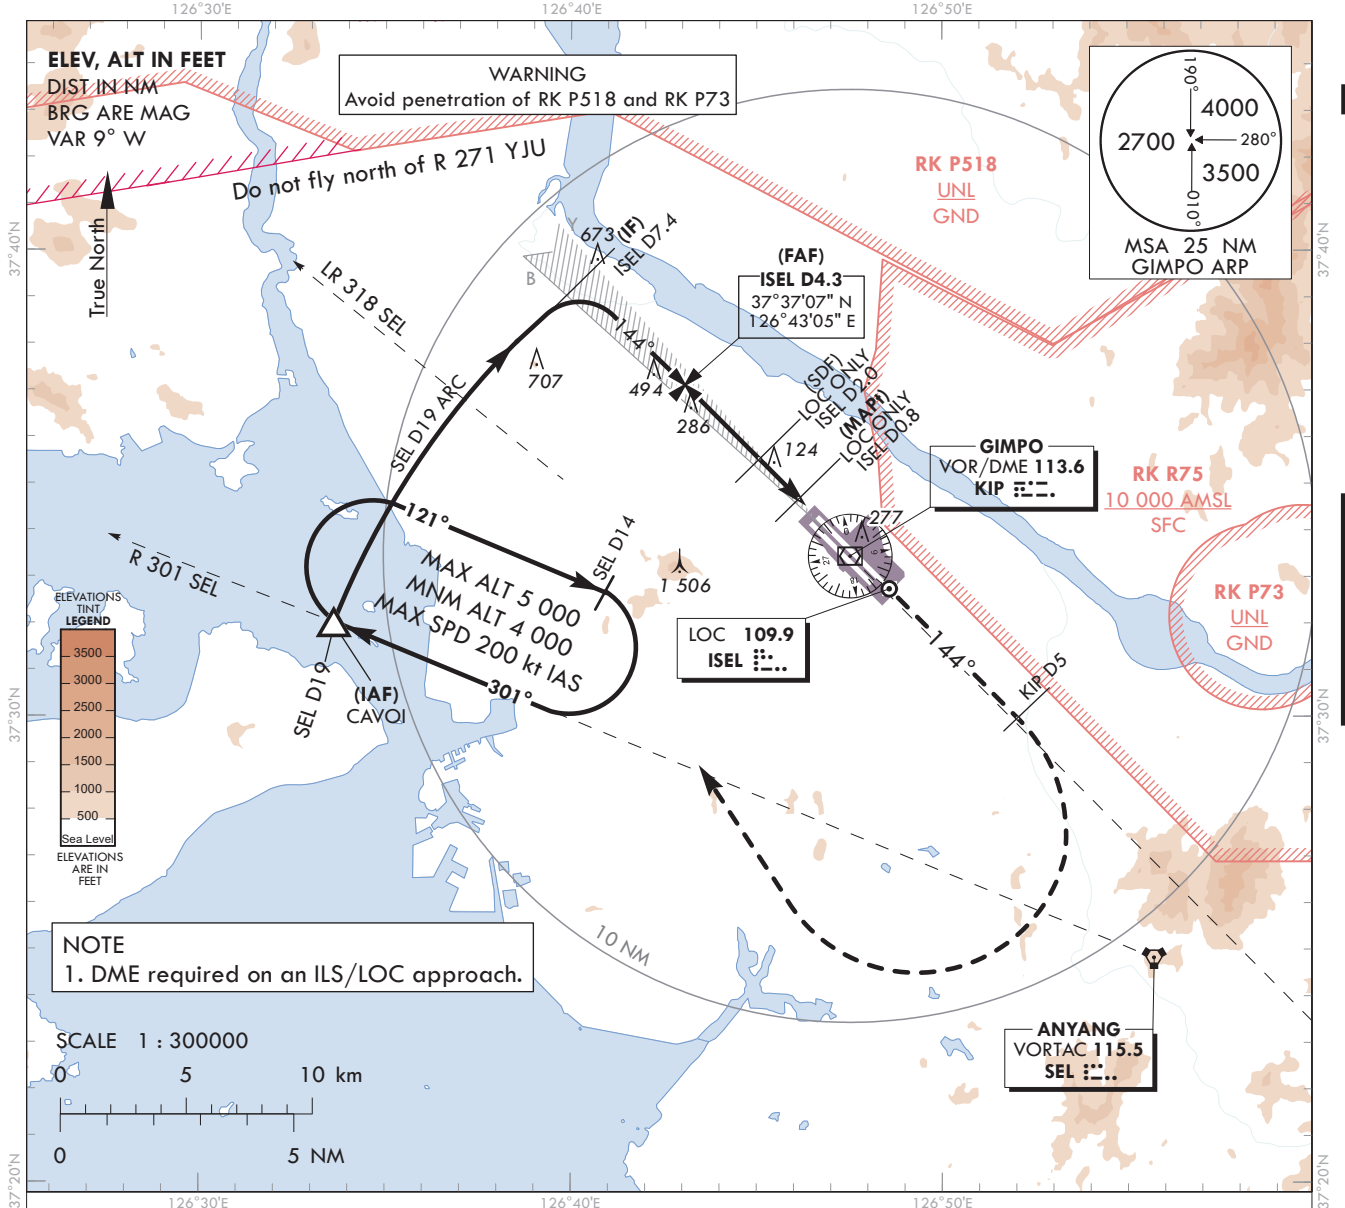 126°30'E
126°40'E
126°50'E
ELEV, ALT IN FEET
DIST IN NM
BRG ARE MAG
VAR 9° W
WARNING
Avoid penetration of RK P518 and RK P73
Do not fly north of R 271 YJU
True North
RK P518
UNL
GND
190°
4000
2700
280°
3500
010°
MSA 25 NM
GIMPO ARP
37°40'N
37°40'N
LR 318 SEL
673
(IF)
ISEL D7.4
B
Y
(FAF)
ISEL D4.3
37°37'07" N
126°43'05" E
144°
707
494
286
SEL D19 ARC
(SDF)
LOC ONLY
ISEL D2.0
(MAPt)
LOC ONLY
ISEL D0.8
124
GIMPO
VOR/DME 113.6
KIP
RK R75
10 000 AMSL
SFC
277
121°
SEL D14
MAX ALT 5 000
MNM ALT 4 000
MAX SPD 200 kt IAS
301°
R 301 SEL
1 506
LOC 109.9
ISEL
144°
KIP D5
RK P73
UNL
GND
SEL D19
(IAF)
CAVOI
37°30'N
37°30'N
ELEVATIONS
TINT
LEGEND
3500
3000
2500
2000
1500
1000
500
Sea Level
ELEVATIONS
ARE IN
FEET
10 NM
NOTE
1. DME required on an ILS/LOC approach.
SCALE 1 : 300000
0 5 10 km
0 5 NM
ANYANG
VORTAC 115.5
SEL
37°20'N
37°20'N
126°30'E
126°40'E
126°50'E